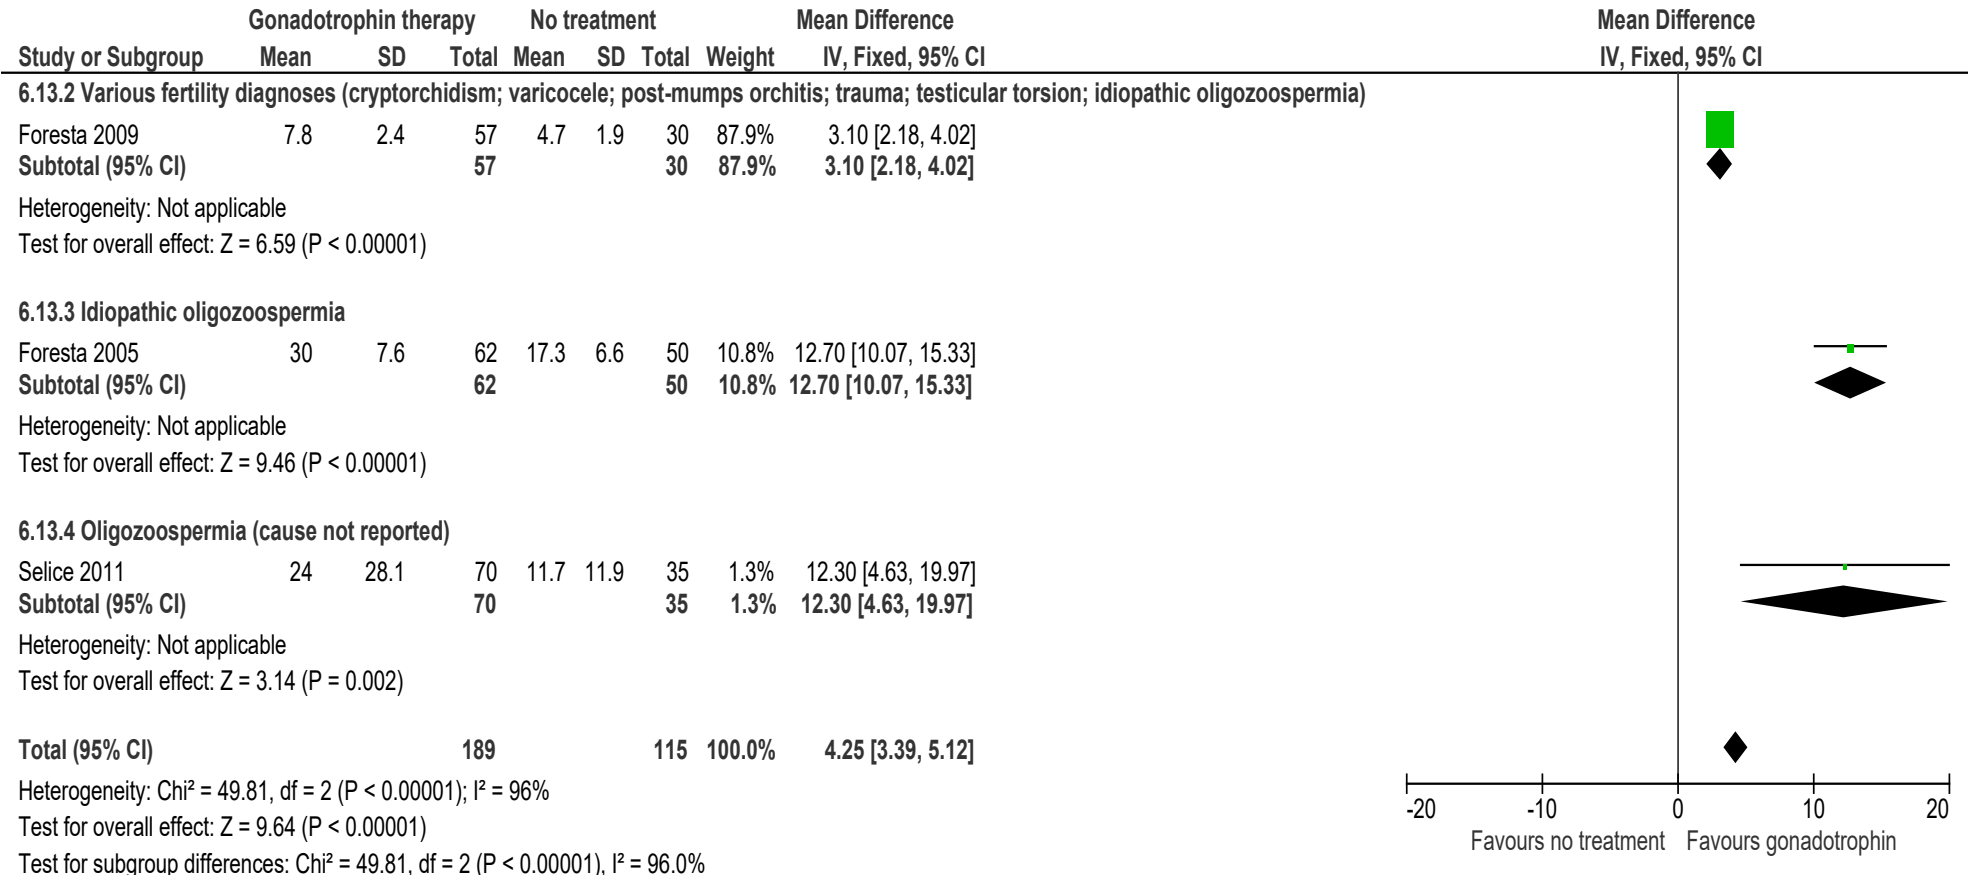 Gonadotrophin therapy No treatment Mean Difference Mean Difference
Study or Subgroup Mean SD Total Mean SD Total Weight IV, Fixed, 95% CI IV, Fixed, 95% CI
6.13.2 Various fertility diagnoses (cryptorchidism; varicocele; post-mumps orchitis; trauma; testicular torsion; idiopathic oligozoospermia)
Foresta 2009 7.8 2.4 57 4.7 1.9 30 87.9% 3.10 [2.18, 4.02]
Subtotal (95% CI) 57 30 87.9% 3.10 [2.18, 4.02]
Heterogeneity: Not applicable
Test for overall effect: Z = 6.59 (P < 0.00001)
6.13.3 Idiopathic oligozoospermia
Foresta 2005 30 7.6 62 17.3 6.6 50 10.8% 12.70 [10.07, 15.33]
Subtotal (95% CI) 62 50 10.8% 12.70 [10.07, 15.33]
Heterogeneity: Not applicable
Test for overall effect: Z = 9.46 (P < 0.00001)
6.13.4 Oligozoospermia (cause not reported)
Selice 2011 24 28.1 70 11.7 11.9 35 1.3% 12.30 [4.63, 19.97]
Subtotal (95% CI) 70 35 1.3% 12.30 [4.63, 19.97]
Heterogeneity: Not applicable
Test for overall effect: Z = 3.14 (P = 0.002)
Total (95% CI) 189 115 100.0% 4.25 [3.39, 5.12]
Heterogeneity: Chi² = 49.81, df = 2 (P < 0.00001); I² = 96%
Test for overall effect: Z = 9.64 (P < 0.00001)
Test for subgroup differences: Chi² = 49.81, df = 2 (P < 0.00001), I² = 96.0%
-20 -10 0 10 20
Favours no treatment Favours gonadotrophin